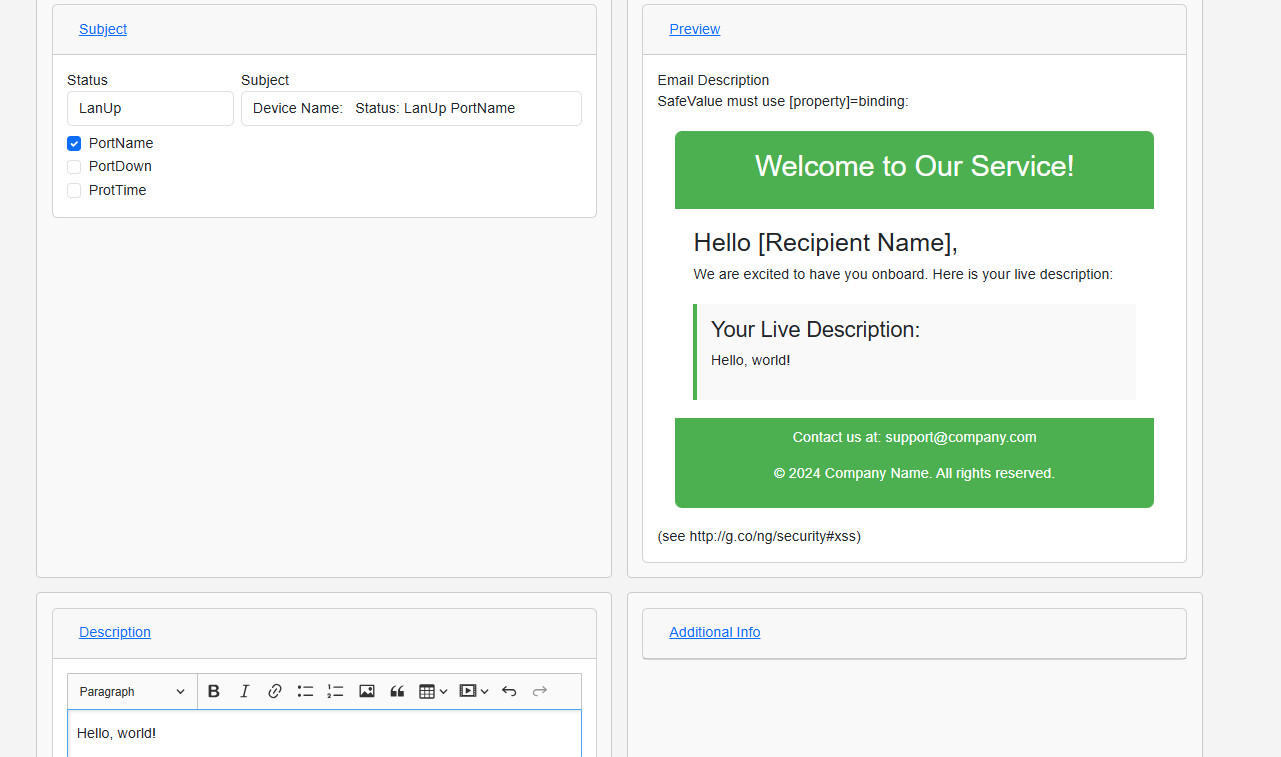 Subject
Status
Subject
LanUp
Device Name:   Status: LanUp PortName
PortName
PortDown
ProtTime
Preview
Email Description
SafeValue must use [property]=binding:
Welcome to Our Service!
Hello [Recipient Name],
We are excited to have you onboard. Here is your live description:
Your Live Description:
Hello, world!
Contact us at: support@company.com
© 2024 Company Name. All rights reserved.
(see http://g.co/ng/security#xss)
Description
Paragraph
B I
Hello, world!
Additional Info